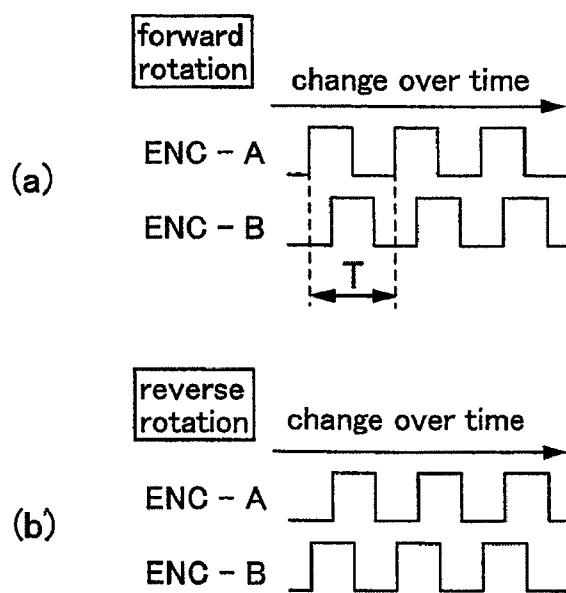 forward
rotation
change over time
(a)
ENC - A
ENC - B
T
reverse
rotation
change over time
(b)
ENC - A
ENC - B